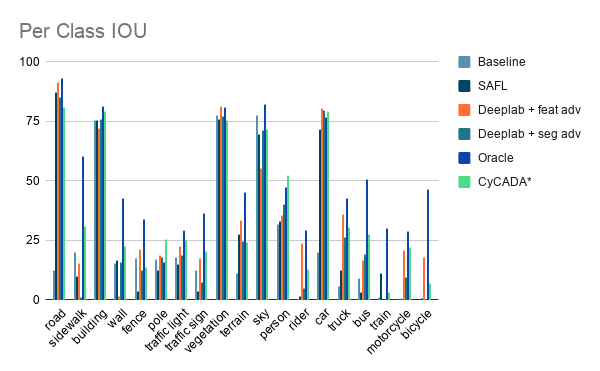 Per Class IOU
100
75
50
25
0
road
sidewalk
building
wall
fence
pole
traffic light
traffic sign
vegetation
terrain
sky
person
rider
car
truck
bus
train
motorcycle
bicycle
Baseline
SAFL
Deeplab + feat adv
Deeplab + seg adv
Oracle
CyCADA*